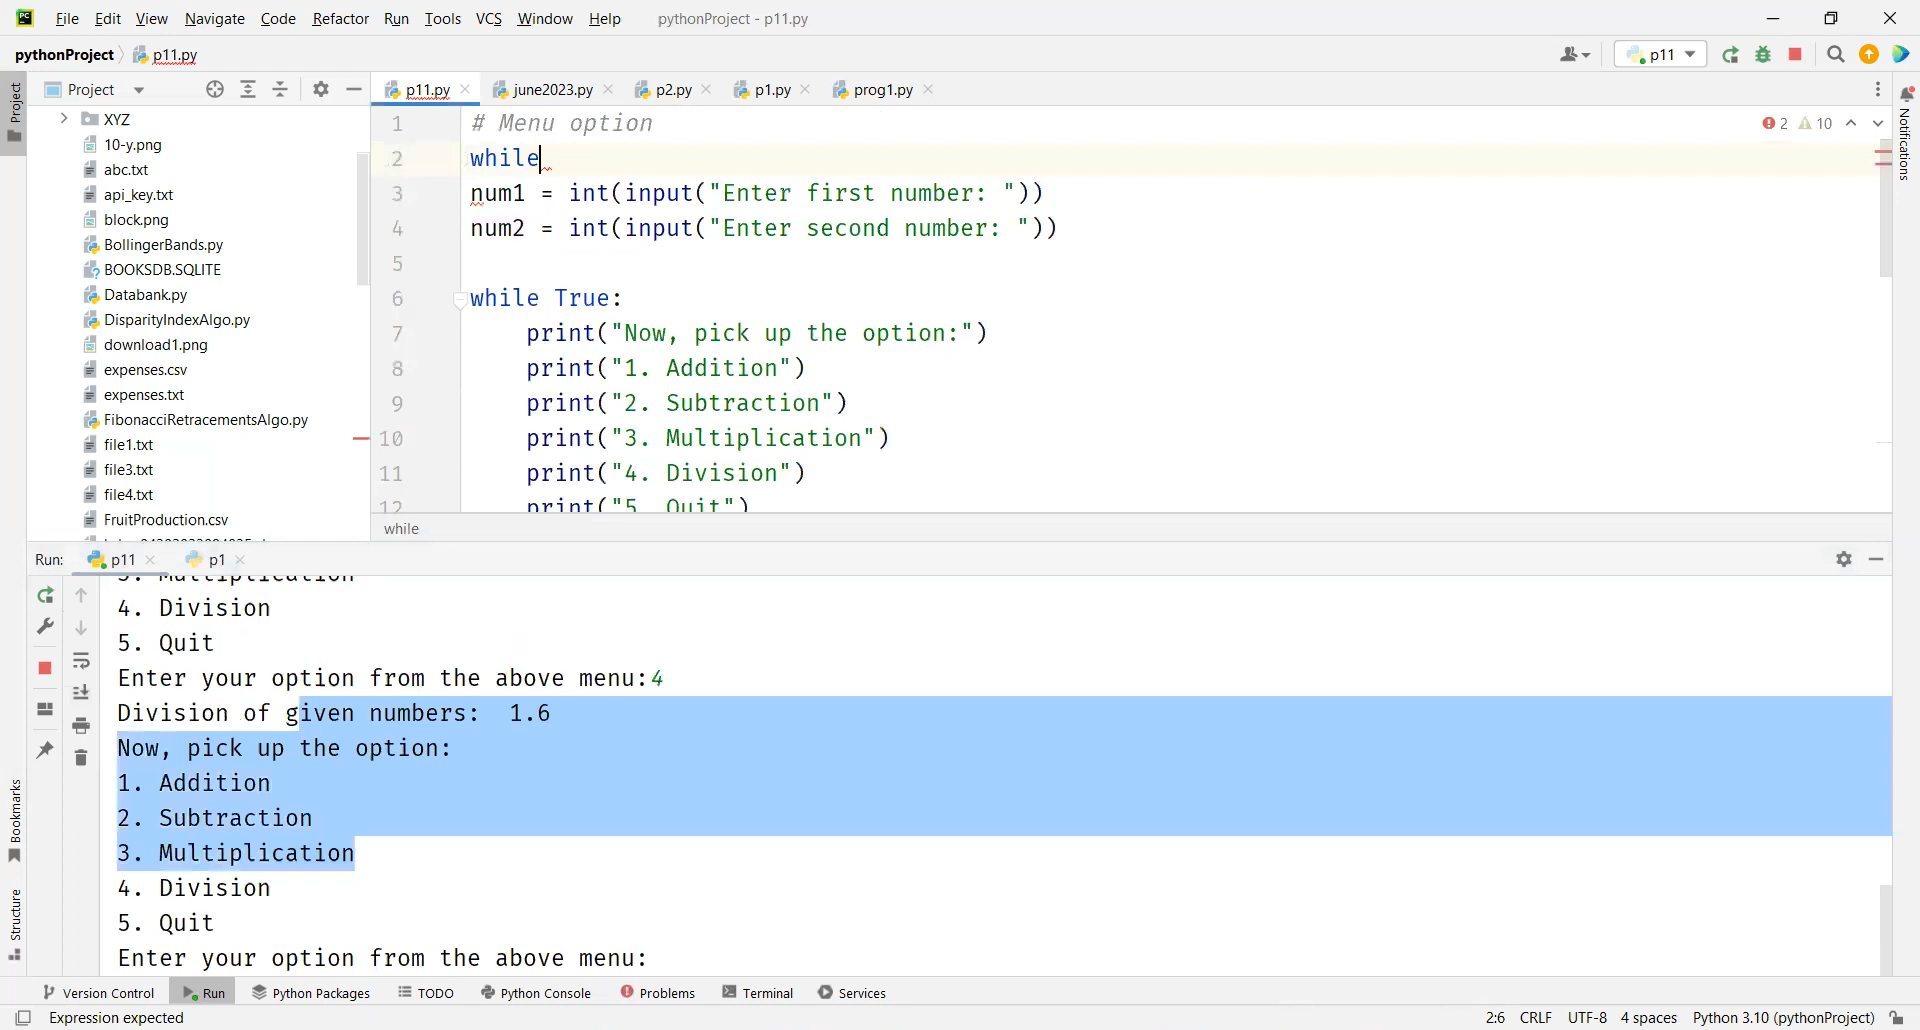 File Edit View Navigate Code Refactor Run Tools VCS Window Help pythonProject - p11.py
pythonProject p11.py p11
Project p11.py june2023.py p2.py p1.py prog1.py
Project
Notifications
XYZ
10-y.png
abc.txt
api_key.txt
block.png
BollingerBands.py
BOOKSDB.SQLITE
Databank.py
DisparityIndexAlgo.py
download1.png
expenses.csv
expenses.txt
FibonacciRetracementsAlgo.py
file1.txt
file3.txt
file4.txt
FruitProduction.csv
2 10
1 # Menu option
2 while
3 num1 = int(input("Enter first number: "))
4 num2 = int(input("Enter second number: "))
5
6 while True:
7 print("Now, pick up the option:")
8 print("1. Addition")
9 print("2. Subtraction")
10 print("3. Multiplication")
11 print("4. Division")
12 print("5. Quit")
while
Run: p11 p1
3. Multiplication
4. Division
5. Quit
Enter your option from the above menu:4
Division of given numbers:  1.6
Now, pick up the option:
1. Addition
2. Subtraction
3. Multiplication
4. Division
5. Quit
Enter your option from the above menu:
Bookmarks
Structure
Version Control Run Python Packages TODO Python Console Problems Terminal Services
Expression expected 2:6 CRLF UTF-8 4 spaces Python 3.10 (pythonProject)